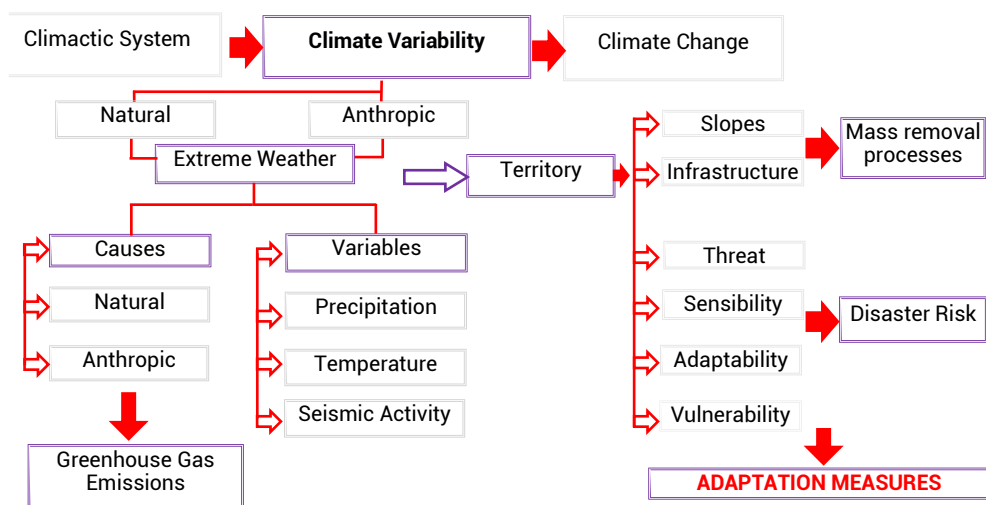 Climactic System
Climate Variability
Climate Change
Natural
Anthropic
Extreme Weather
Territory
Slopes
Infrastructure
Mass removal
processes
Causes
Natural
Anthropic
Greenhouse Gas
Emissions
Variables
Precipitation
Temperature
Seismic Activity
Threat
Sensibility
Adaptability
Vulnerability
Disaster Risk
ADAPTATION MEASURES